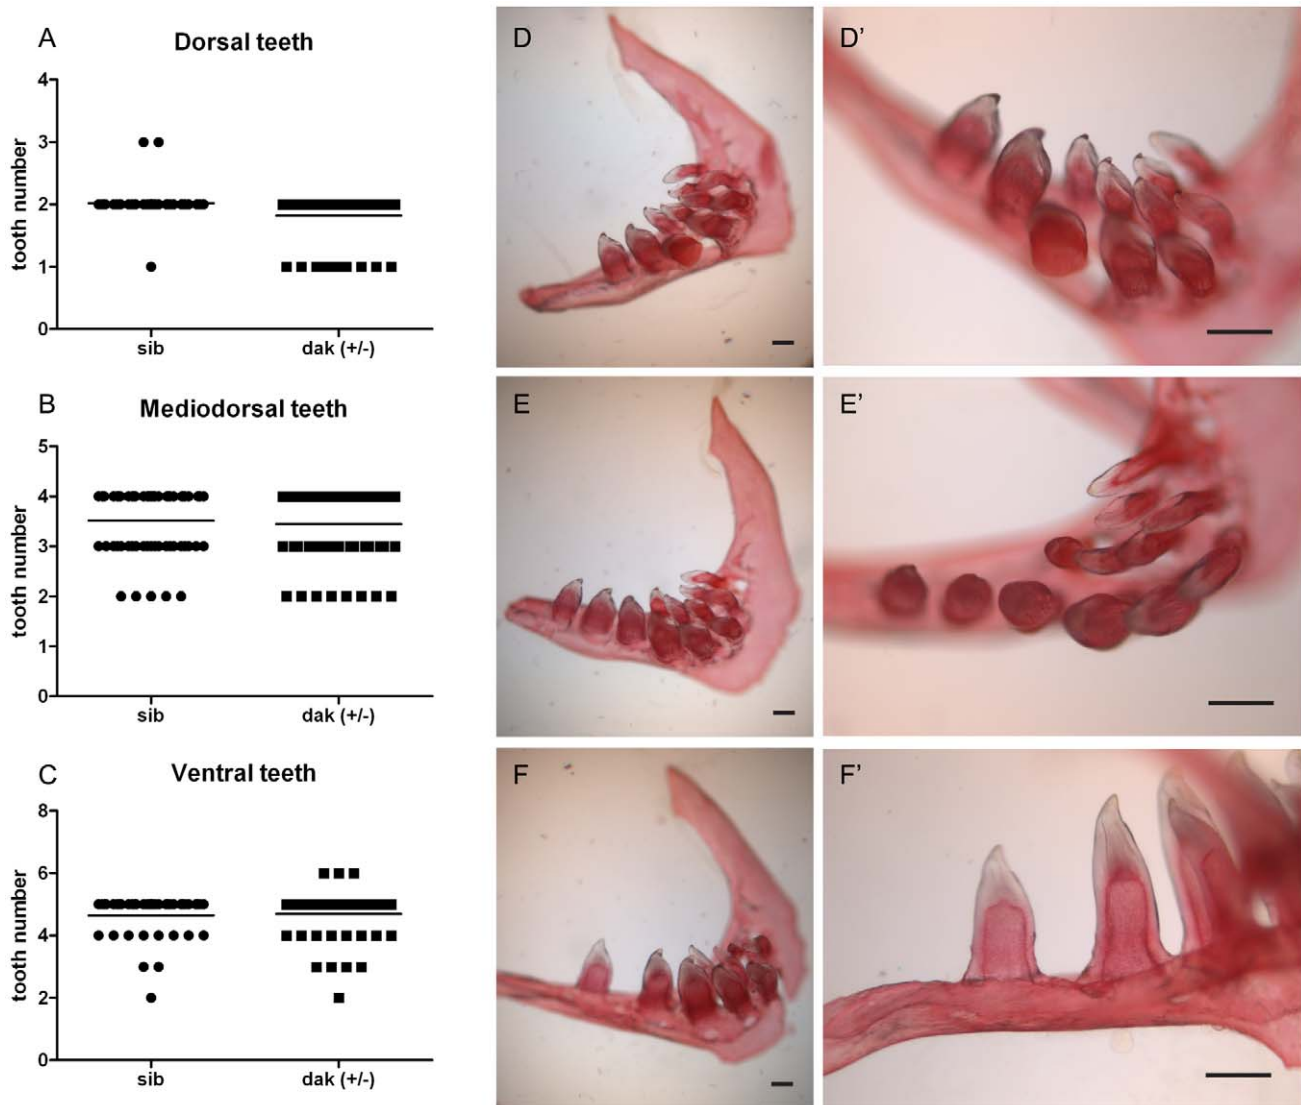 A
Dorsal teeth
tooth number
4
3
2
1
0
sib
dak (+/-)
B
Mediodorsal teeth
tooth number
5
4
3
2
1
0
sib
dak (+/-)
C
Ventral teeth
tooth number
8
6
4
2
0
sib
dak (+/-)
D
D’
E
E’
F
F’